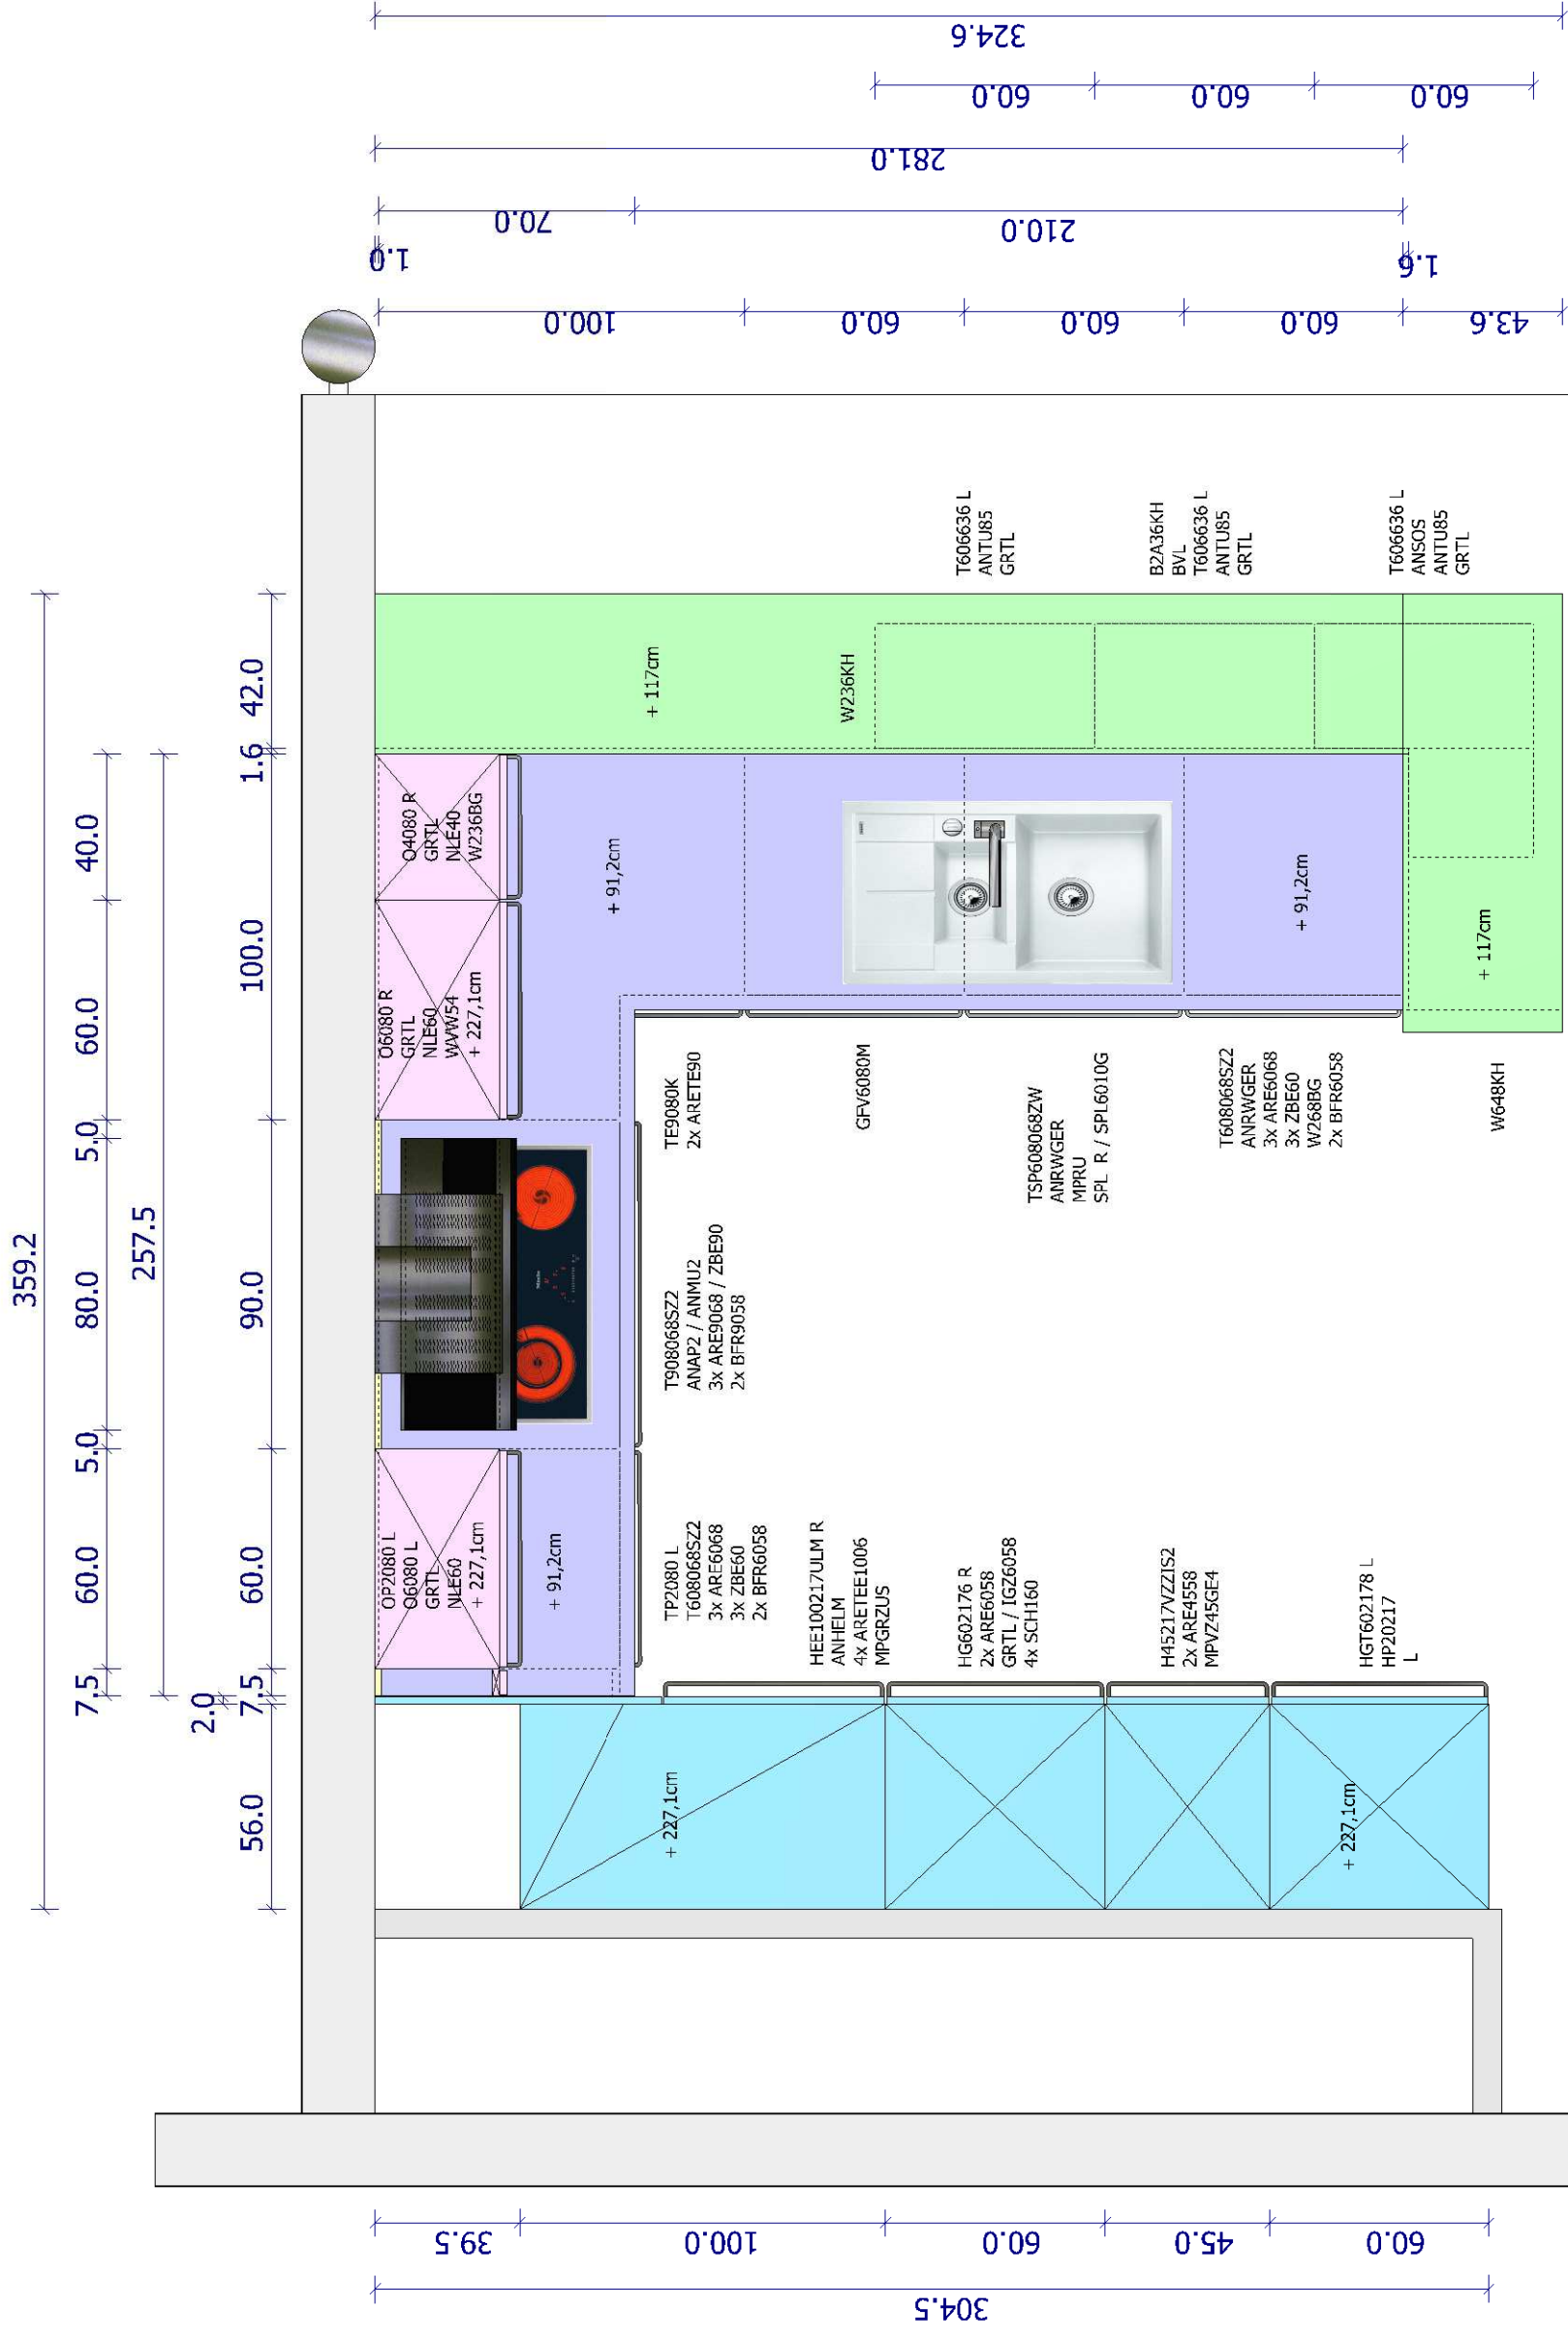 359.2
257.5
7.5
60.0
5.0
80.0
5.0
60.0
40.0
2.0
56.0
7.5
60.0
90.0
100.0
1.6
42.0
324.6
60.0
60.0
60.0
281.0
70.0
210.0
1.0
1.6
100.0
60.0
60.0
60.0
43.6
304.5
39.5
100.0
60.0
45.0
60.0
OP2080 L
O6080 L
GRTL
NLE60
+ 227,1cm
O6080 R
GRTL
NLE60
WVW54
+ 227,1cm
O4080 R
GRTL
NLE40
W236BG
+ 91,2cm
+ 91,2cm
+ 91,2cm
+ 117cm
W236KH
+ 117cm
T606636 L
ANTU85
GRTL
B2A36KH
BVL
T606636 L
ANTU85
GRTL
T606636 L
ANSOS
ANTU85
GRTL
TP2080 L
T608068SZ2
3x ARE6068
3x ZBE60
2x BFR6058
T908068SZ2
ANAP2 / ANMU2
3x ARE9068 / ZBE90
2x BFR9058
TE9080K
2x ARETE90
GFV6080M
TSP608068ZW
ANRWGER
MPRU
SPL R / SPL6010G
T608068SZ2
ANRWGER
3x ARE6068
3x ZBE60
W268BG
2x BFR6058
W648KH
HEE100217ULM R
ANHELM
4x ARETEE1006
MPGRZUS
HG602176 R
2x ARE6058
GRTL / IGZ6058
4x SCH160
H45217VZZIS2
2x ARE4558
MPVZ45GE4
HGT602178 L
HP20217
L
+ 227,1cm
+ 227,1cm
Miele